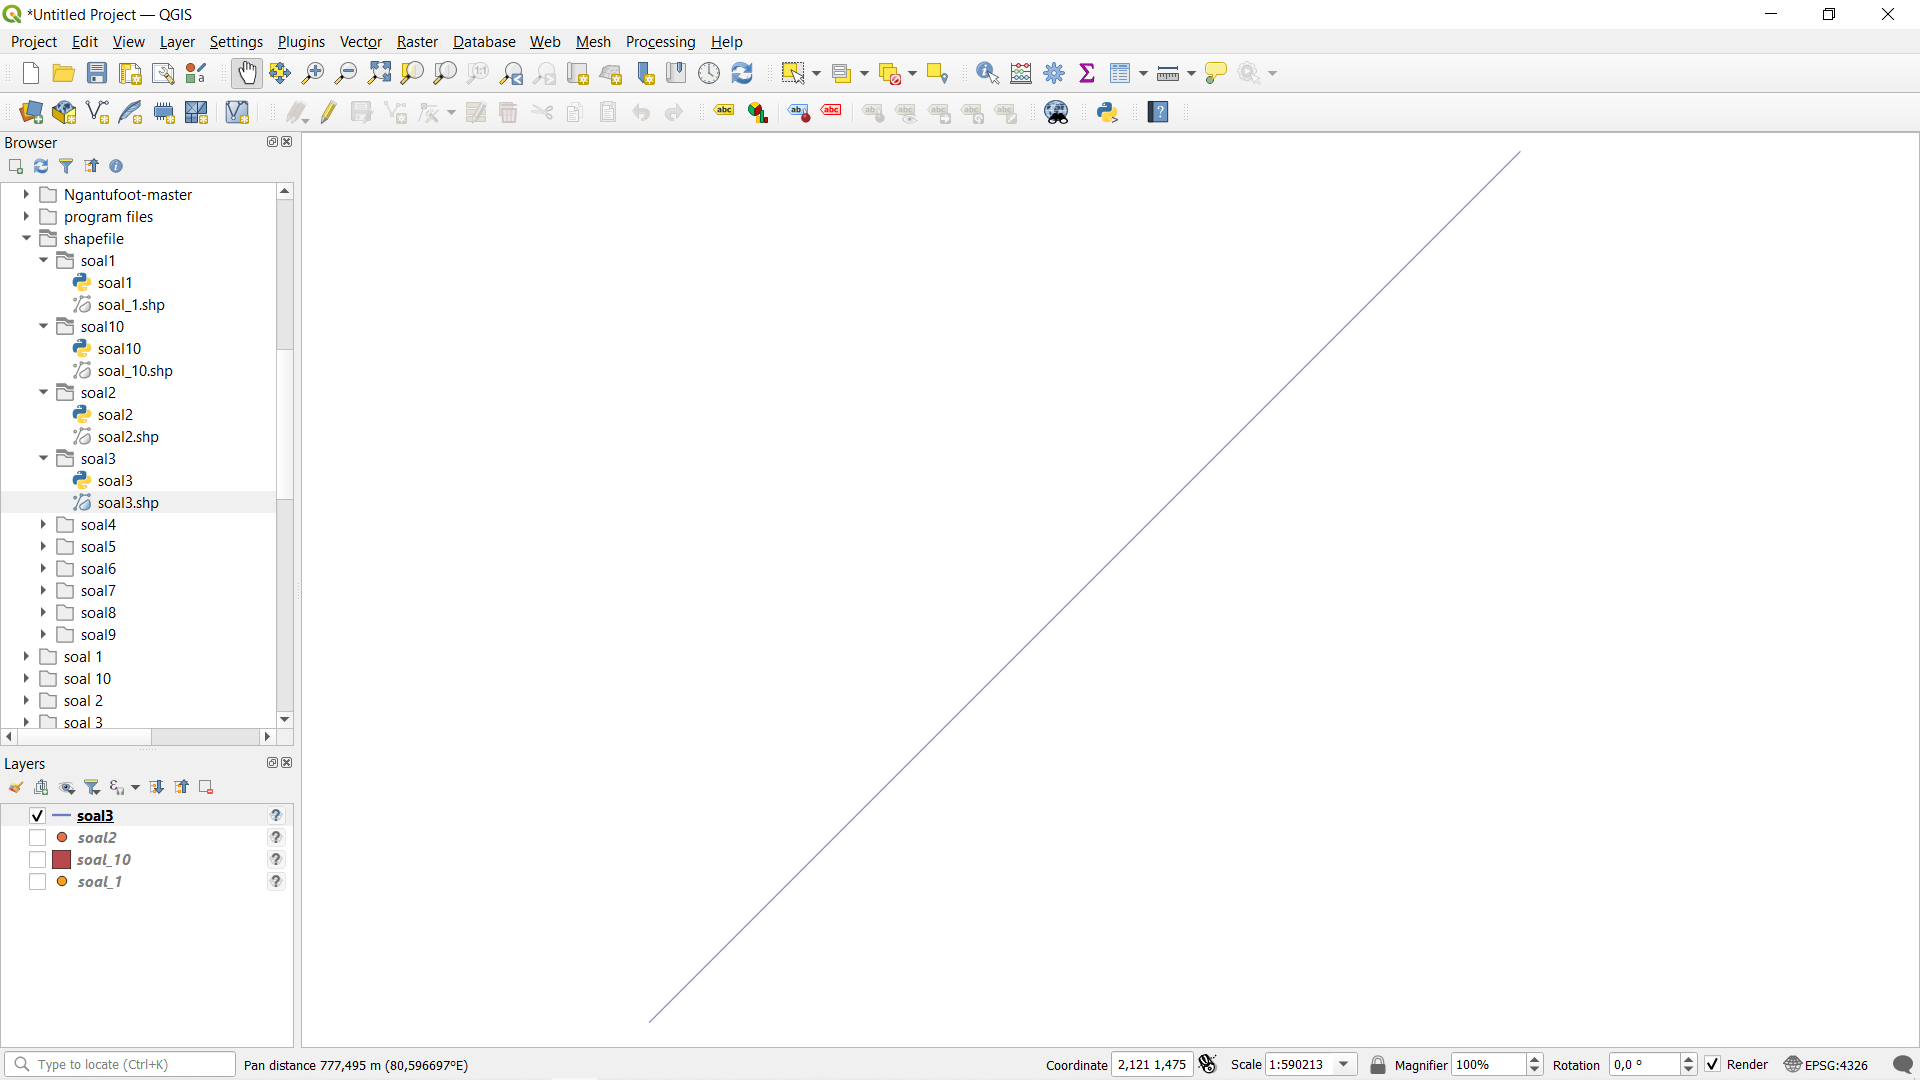 *Untitled Project — QGIS
Project Edit View Layer Settings Plugins Vector Raster Database Web Mesh Processing Help
Browser
Ngantufoot-master
program files
shapefile
soal1
soal1
soal_1.shp
soal10
soal10
soal_10.shp
soal2
soal2
soal2.shp
soal3
soal3
soal3.shp
soal4
soal5
soal6
soal7
soal8
soal9
soal 1
soal 10
soal 2
soal 3
Layers
soal3
soal2
soal_10
soal_1
Type to locate (Ctrl+K) Pan distance 777,495 m (80,596697°E) Coordinate 2,121 1,475 Scale 1:590213 Magnifier 100% Rotation 0,0 ° Render EPSG:4326